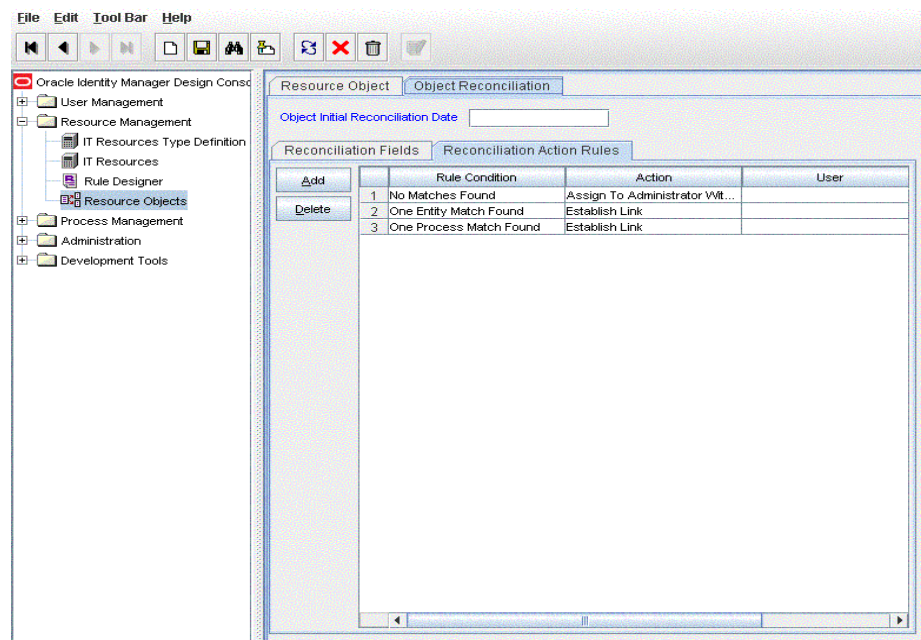 File Edit Tool Bar Help
Oracle Identity Manager Design Consc
User Management
Resource Management
IT Resources Type Definition
IT Resources
Rule Designer
Resource Objects
Process Management
Administration
Development Tools
Resource Object Object Reconciliation
Object Initial Reconciliation Date
Reconciliation Fields Reconciliation Action Rules
Add
Delete
Rule Condition Action User
1 No Matches Found Assign To Administrator Wit...
2 One Entity Match Found Establish Link
3 One Process Match Found Establish Link